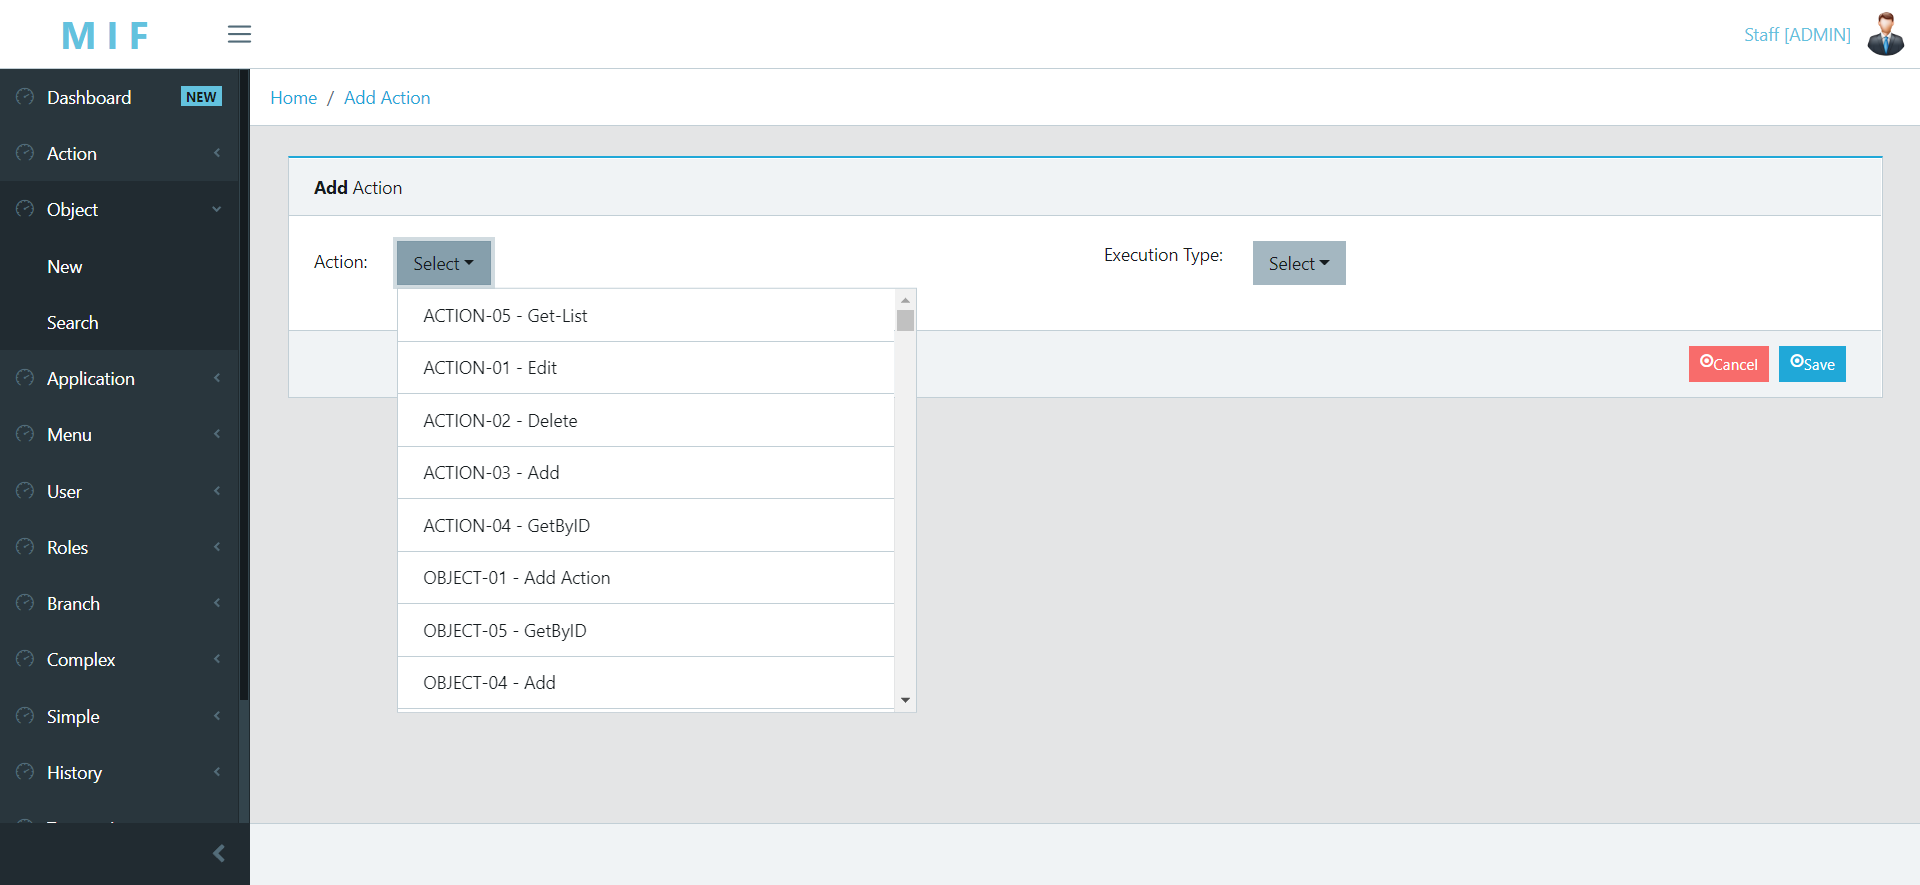 M I F
Staff [ADMIN]
Dashboard NEW
Home / Add Action
Action
Add Action
Object
Action: Select
Execution Type: Select
New
ACTION-05 - Get-List
Search
ACTION-01 - Edit
Cancel Save
Application
ACTION-02 - Delete
Menu
ACTION-03 - Add
User
ACTION-04 - GetByID
Roles
OBJECT-01 - Add Action
Branch
OBJECT-05 - GetByID
Complex
OBJECT-04 - Add
Simple
History